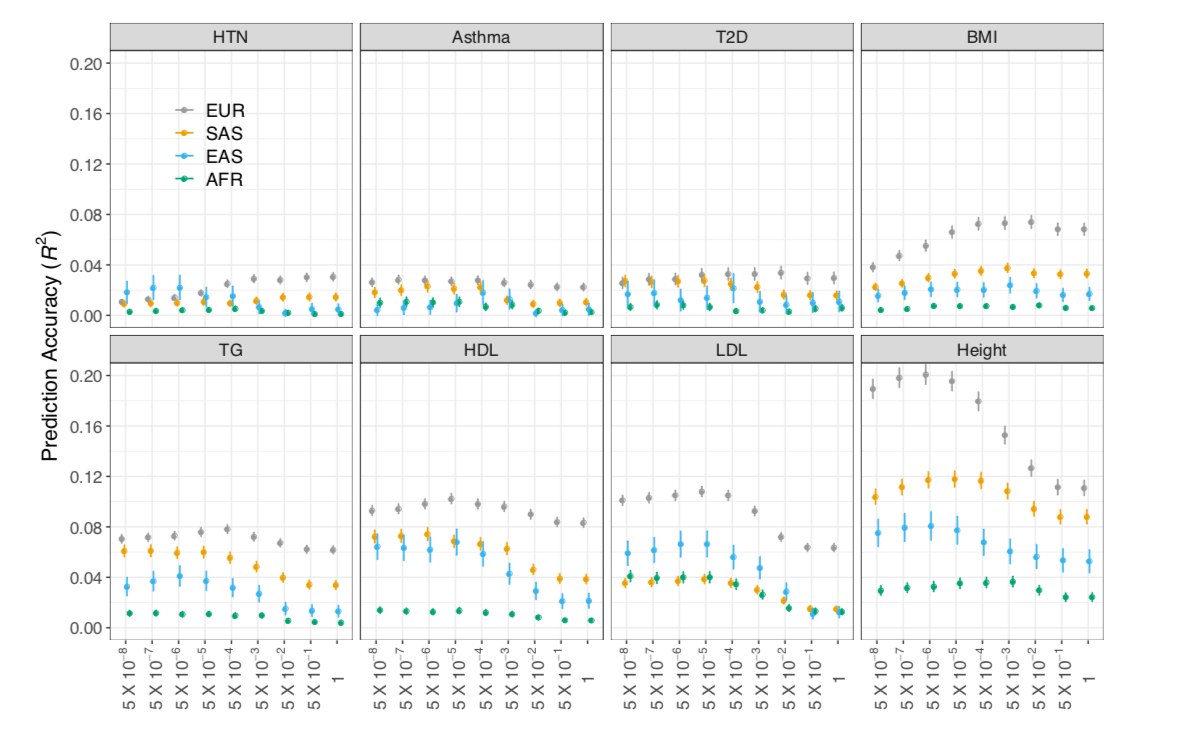 HTN Asthma T2D BMI
0.20
0.16
0.12
0.08
0.04
0.00
EUR
SAS
EAS
AFR
Prediction Accuracy (R²)
TG HDL LDL Height
0.20
0.16
0.12
0.08
0.04
0.00
5 X 10⁻⁸ 5 X 10⁻⁷ 5 X 10⁻⁶ 5 X 10⁻⁵ 5 X 10⁻⁴ 5 X 10⁻³ 5 X 10⁻² 5 X 10⁻¹ 1 5 X 10⁻⁸ 5 X 10⁻⁷ 5 X 10⁻⁶ 5 X 10⁻⁵ 5 X 10⁻⁴ 5 X 10⁻³ 5 X 10⁻² 5 X 10⁻¹ 1 5 X 10⁻⁸ 5 X 10⁻⁷ 5 X 10⁻⁶ 5 X 10⁻⁵ 5 X 10⁻⁴ 5 X 10⁻³ 5 X 10⁻² 5 X 10⁻¹ 1 5 X 10⁻⁸ 5 X 10⁻⁷ 5 X 10⁻⁶ 5 X 10⁻⁵ 5 X 10⁻⁴ 5 X 10⁻³ 5 X 10⁻² 5 X 10⁻¹ 1